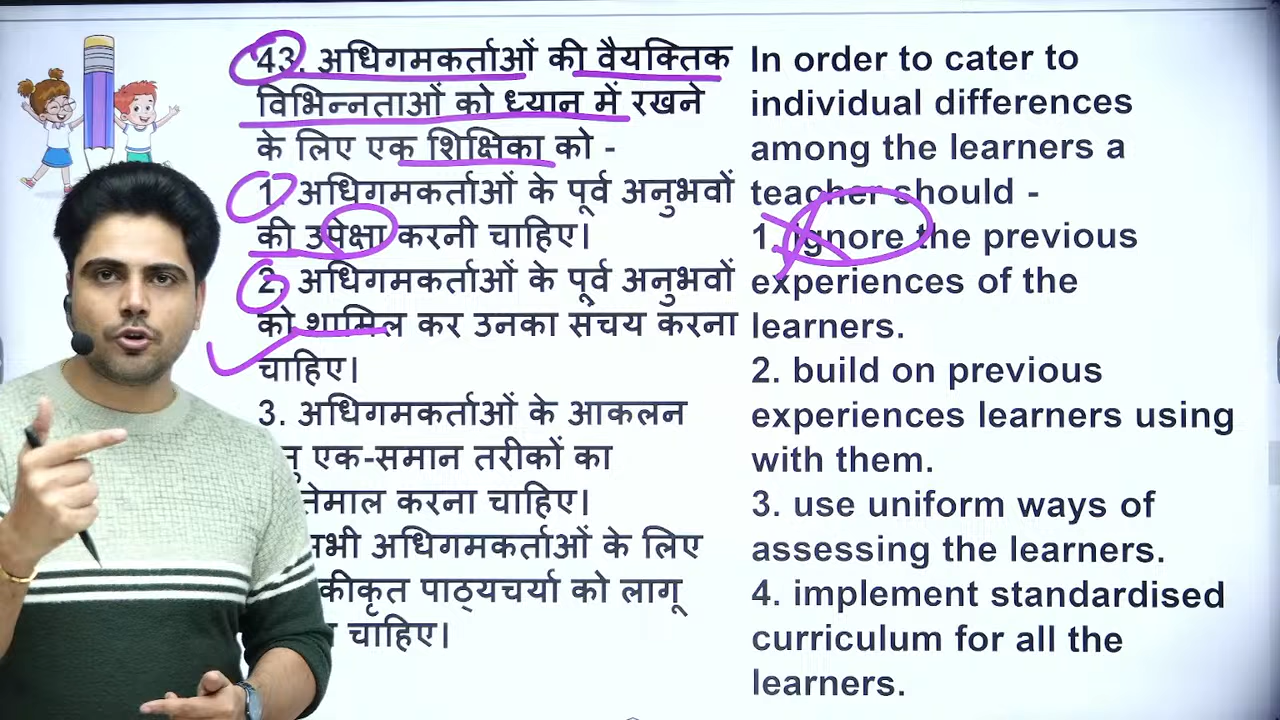 43. अधिगमकर्ताओं की वैयक्तिक
विभिन्नताओं को ध्यान में रखने
के लिए एक शिक्षिका को -
1. अधिगमकर्ताओं के पूर्व अनुभवों
की उपेक्षा करनी चाहिए।
2. अधिगमकर्ताओं के पूर्व अनुभवों
को शामिल कर उनका संचय करना
चाहिए।
3. अधिगमकर्ताओं के आकलन
एक-समान तरीकों का
करना चाहिए।
अधिगमकर्ताओं के लिए
पाठ्यचर्या को लागू
चाहिए।
In order to cater to
individual differences
among the learners a
teacher should -
1. ignore the previous
experiences of the
learners.
2. build on previous
experiences learners using
with them.
3. use uniform ways of
assessing the learners.
4. implement standardised
curriculum for all the
learners.